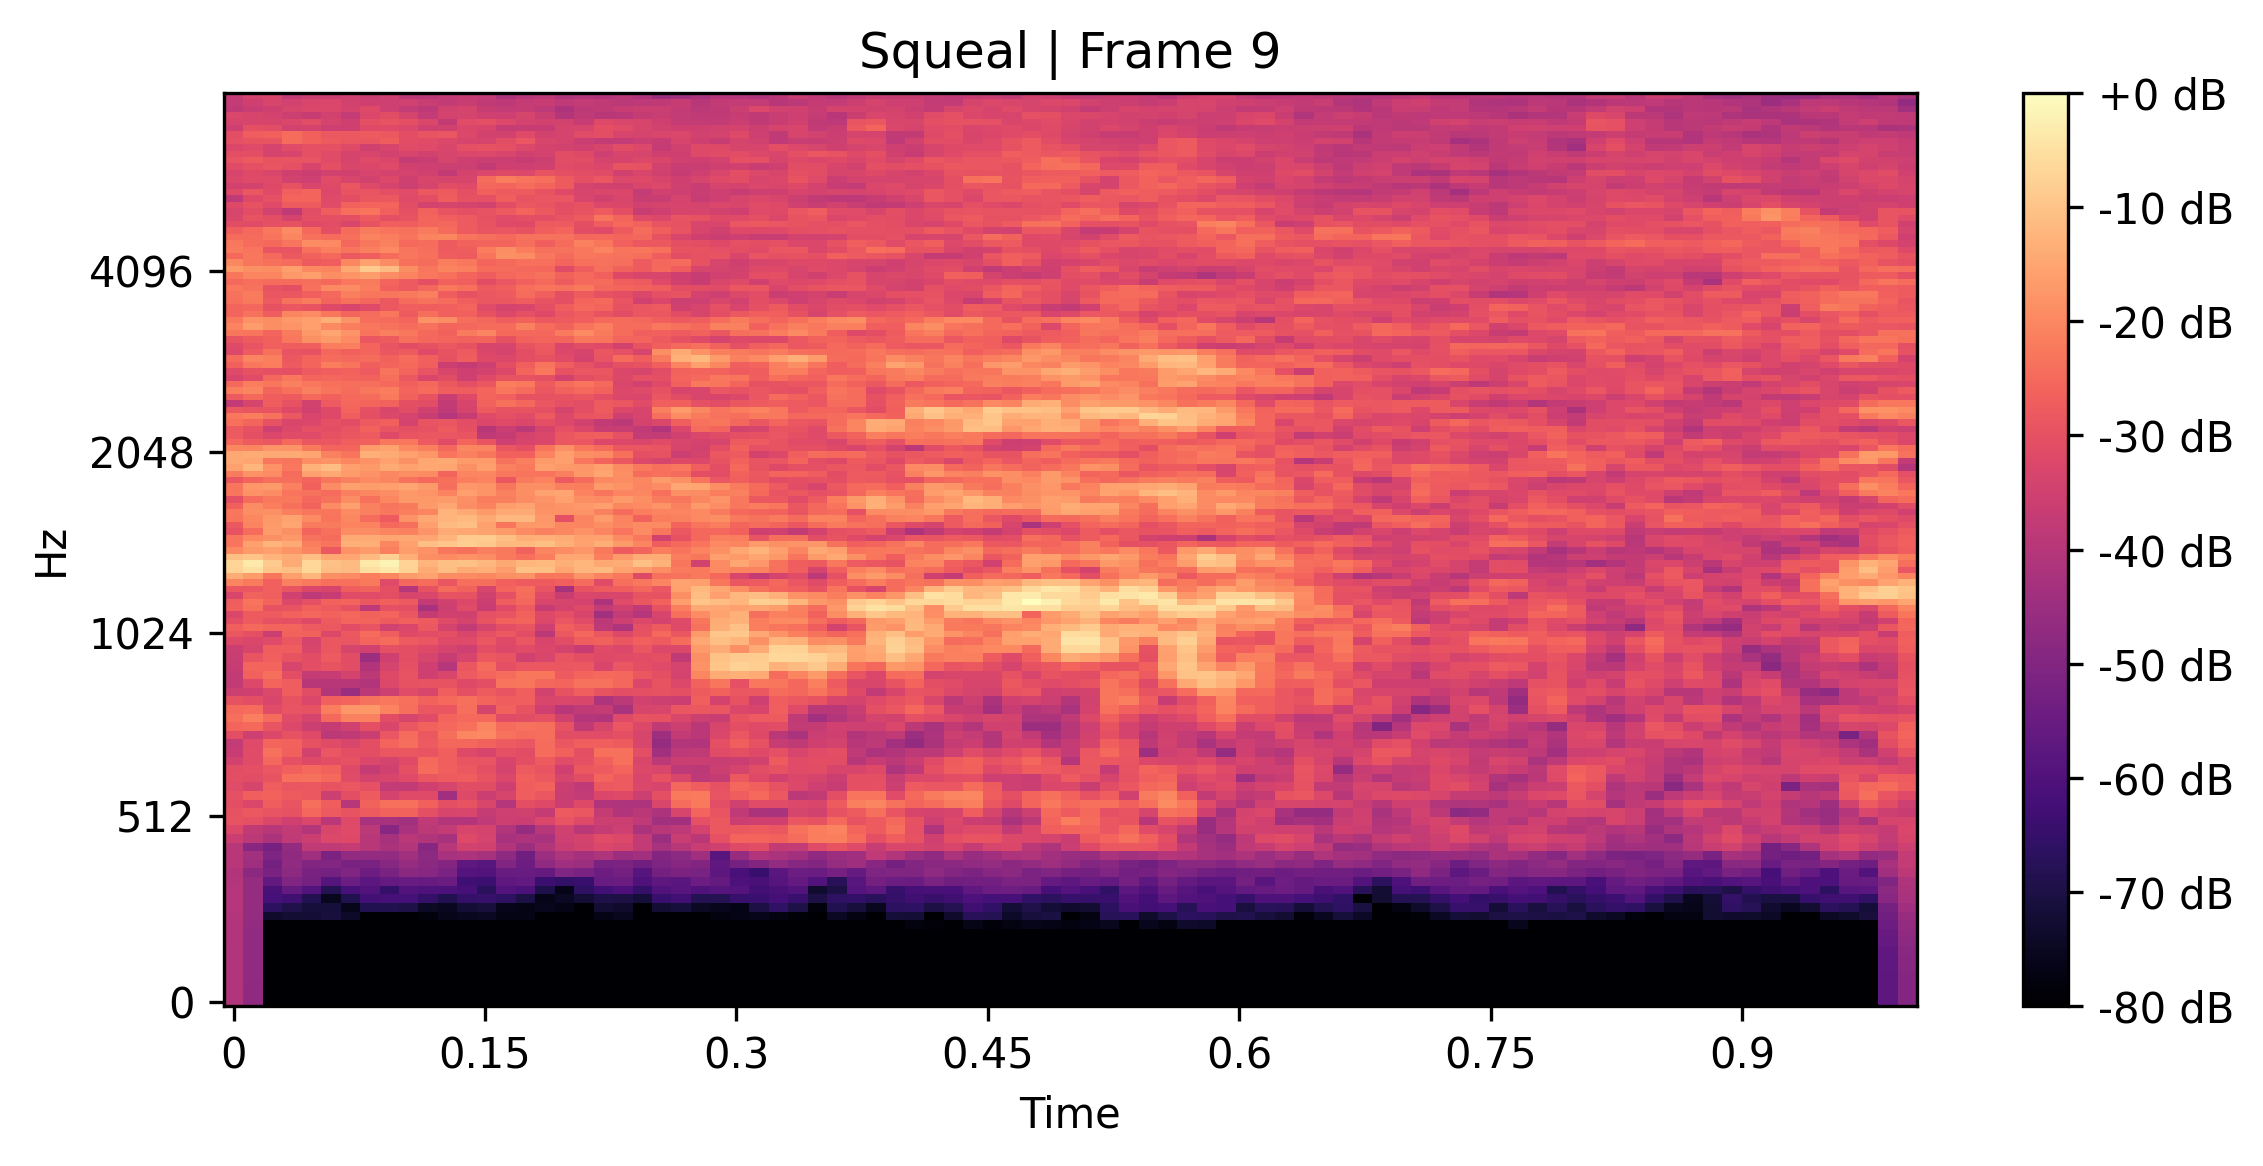 Squeal | Frame 9
Hz
4096
2048
1024
512
0
0 0.15 0.3 0.45 0.6 0.75 0.9
Time
+0 dB
-10 dB
-20 dB
-30 dB
-40 dB
-50 dB
-60 dB
-70 dB
-80 dB